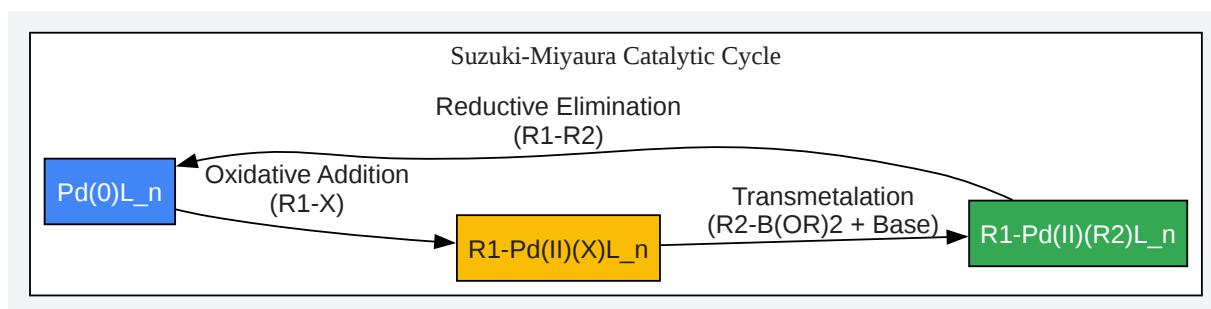 Suzuki-Miyaura Catalytic Cycle
Reductive Elimination
(R1-R2)
Pd(0)L_n
Oxidative Addition
(R1-X)
R1-Pd(II)(X)L_n
Transmetalation
(R2-B(OR)2 + Base)
R1-Pd(II)(R2)L_n